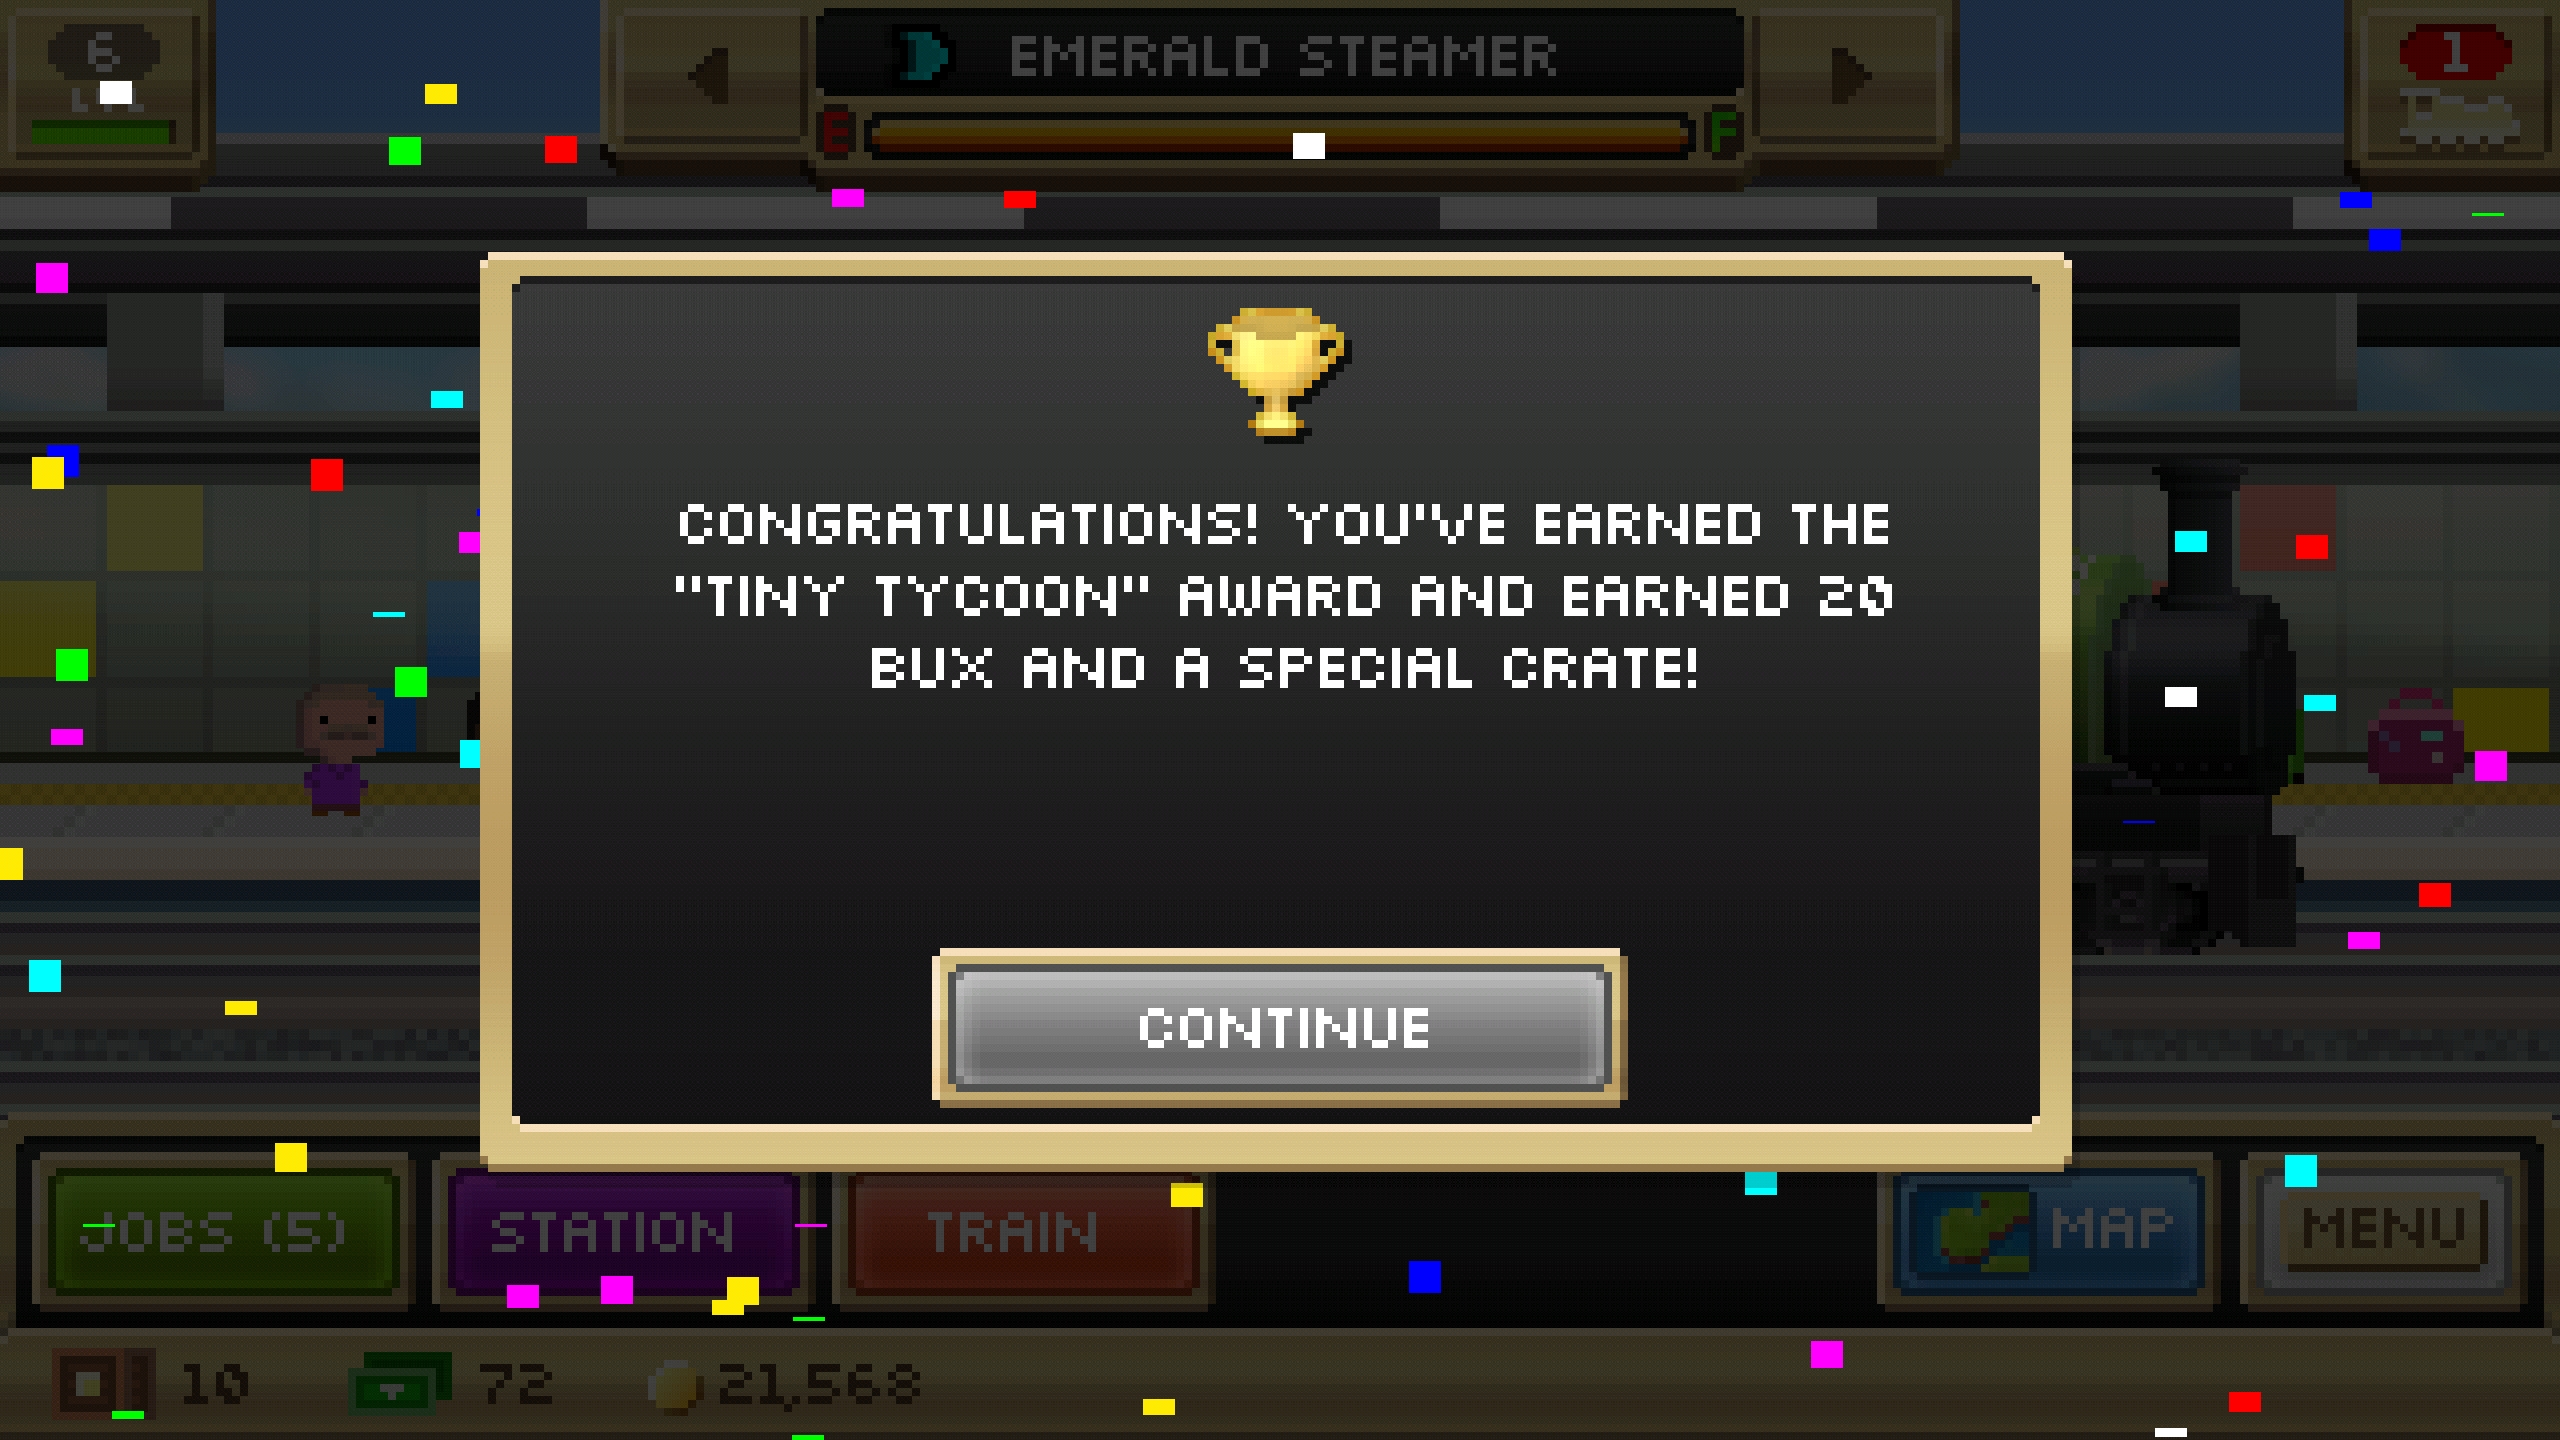 6
LVL
EMERALD STEAMER
E
F
1
CONGRATULATIONS! YOU'VE EARNED THE
"TINY TYCOON" AWARD AND EARNED 20
BUX AND A SPECIAL CRATE!
CONTINUE
JOBS (5)
STATION
TRAIN
MAP
MENU
10
72
21,568